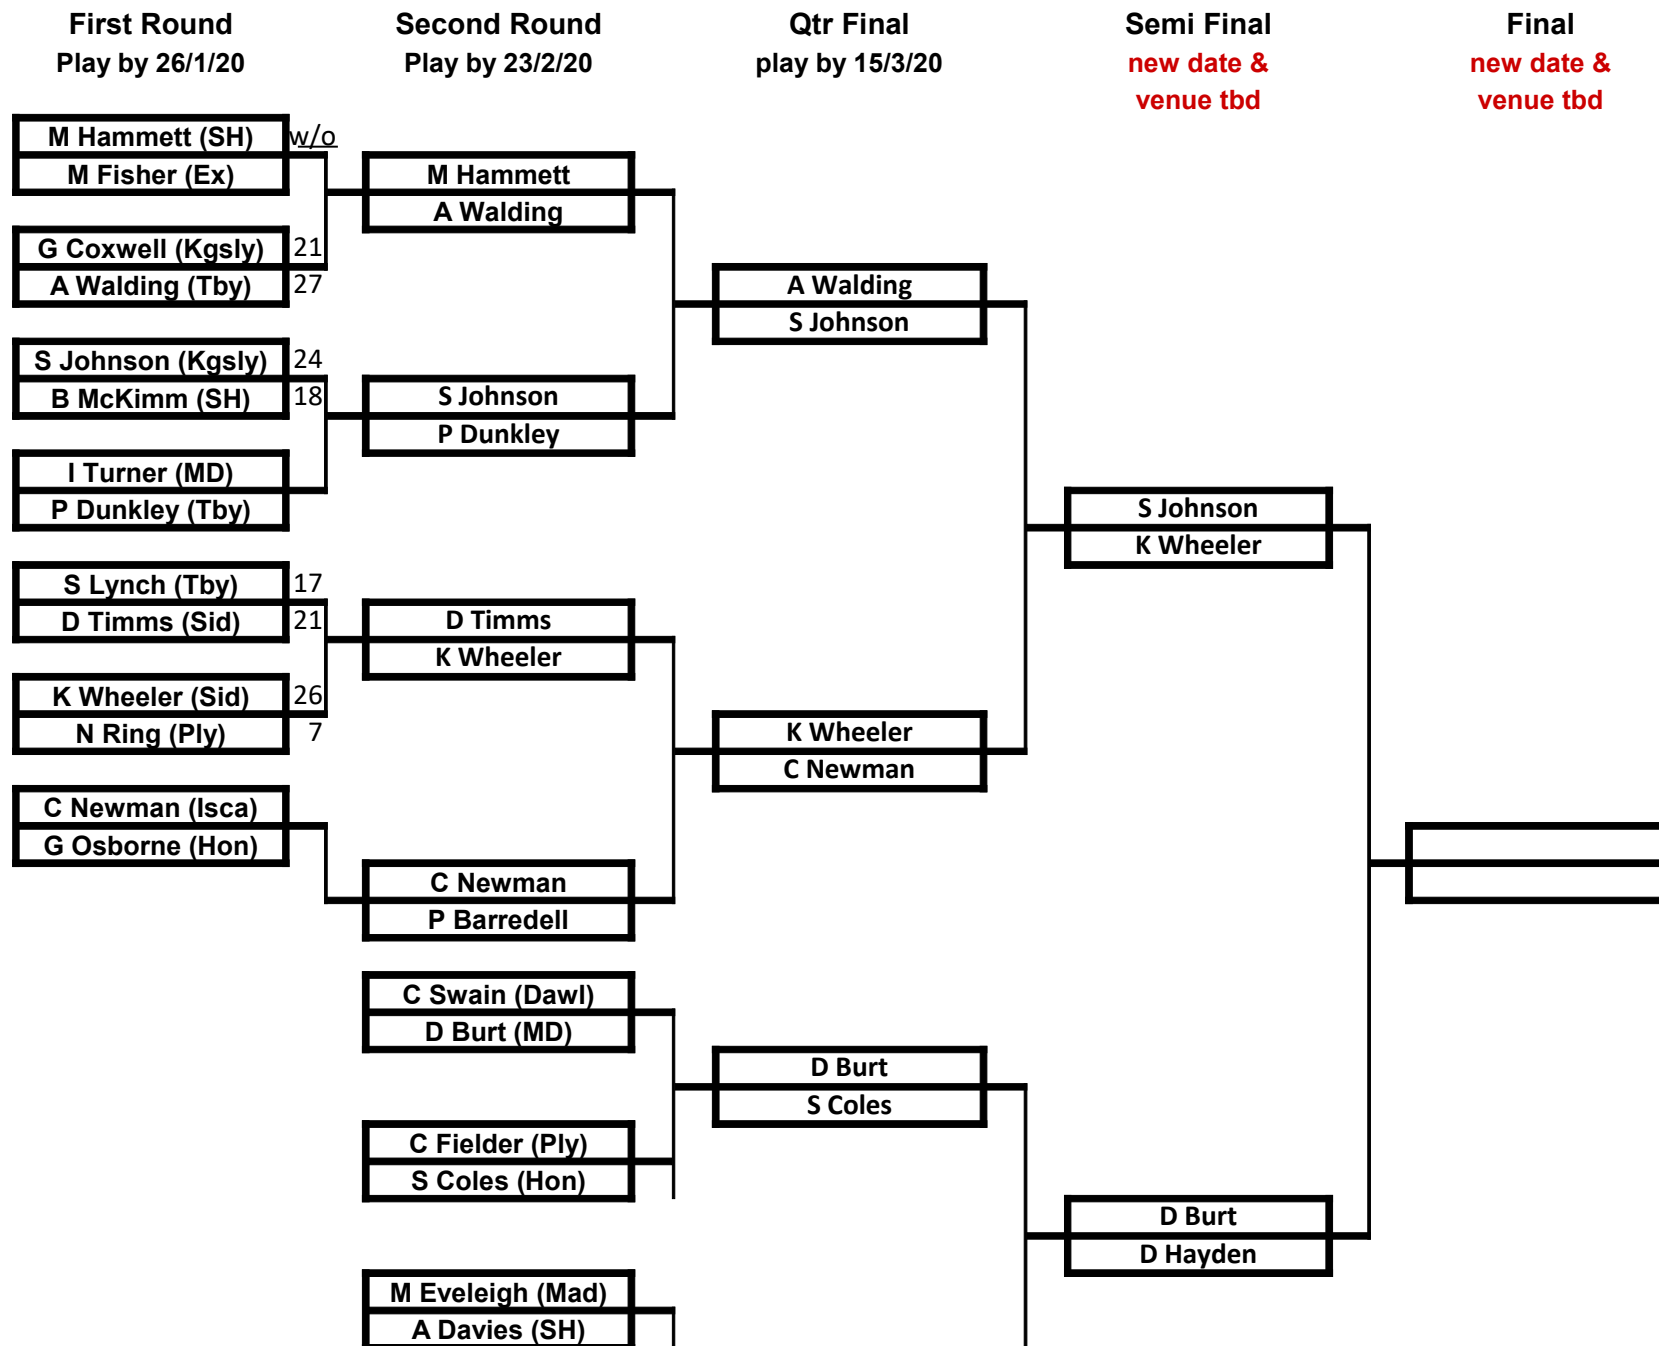 First Round
Play by 26/1/20
Second Round
Play by 23/2/20
Qtr Final
play by 15/3/20
Semi Final
new date &
venue tbd
Final
new date &
venue tbd
M Hammett (SH) w/o
M Fisher (Ex)
G Coxwell (Kgsly) 21
A Walding (Tby) 27
S Johnson (Kgsly) 24
B McKimm (SH) 18
I Turner (MD)
P Dunkley (Tby)
S Lynch (Tby) 17
D Timms (Sid) 21
K Wheeler (Sid) 26
N Ring (Ply) 7
C Newman (Isca)
G Osborne (Hon)
M Hammett
A Walding
S Johnson
P Dunkley
D Timms
K Wheeler
C Newman
P Barredell
C Swain (Dawl)
D Burt (MD)
C Fielder (Ply)
S Coles (Hon)
M Eveleigh (Mad)
A Davies (SH)
A Walding
S Johnson
K Wheeler
C Newman
D Burt
S Coles
S Johnson
K Wheeler
D Burt
D Hayden